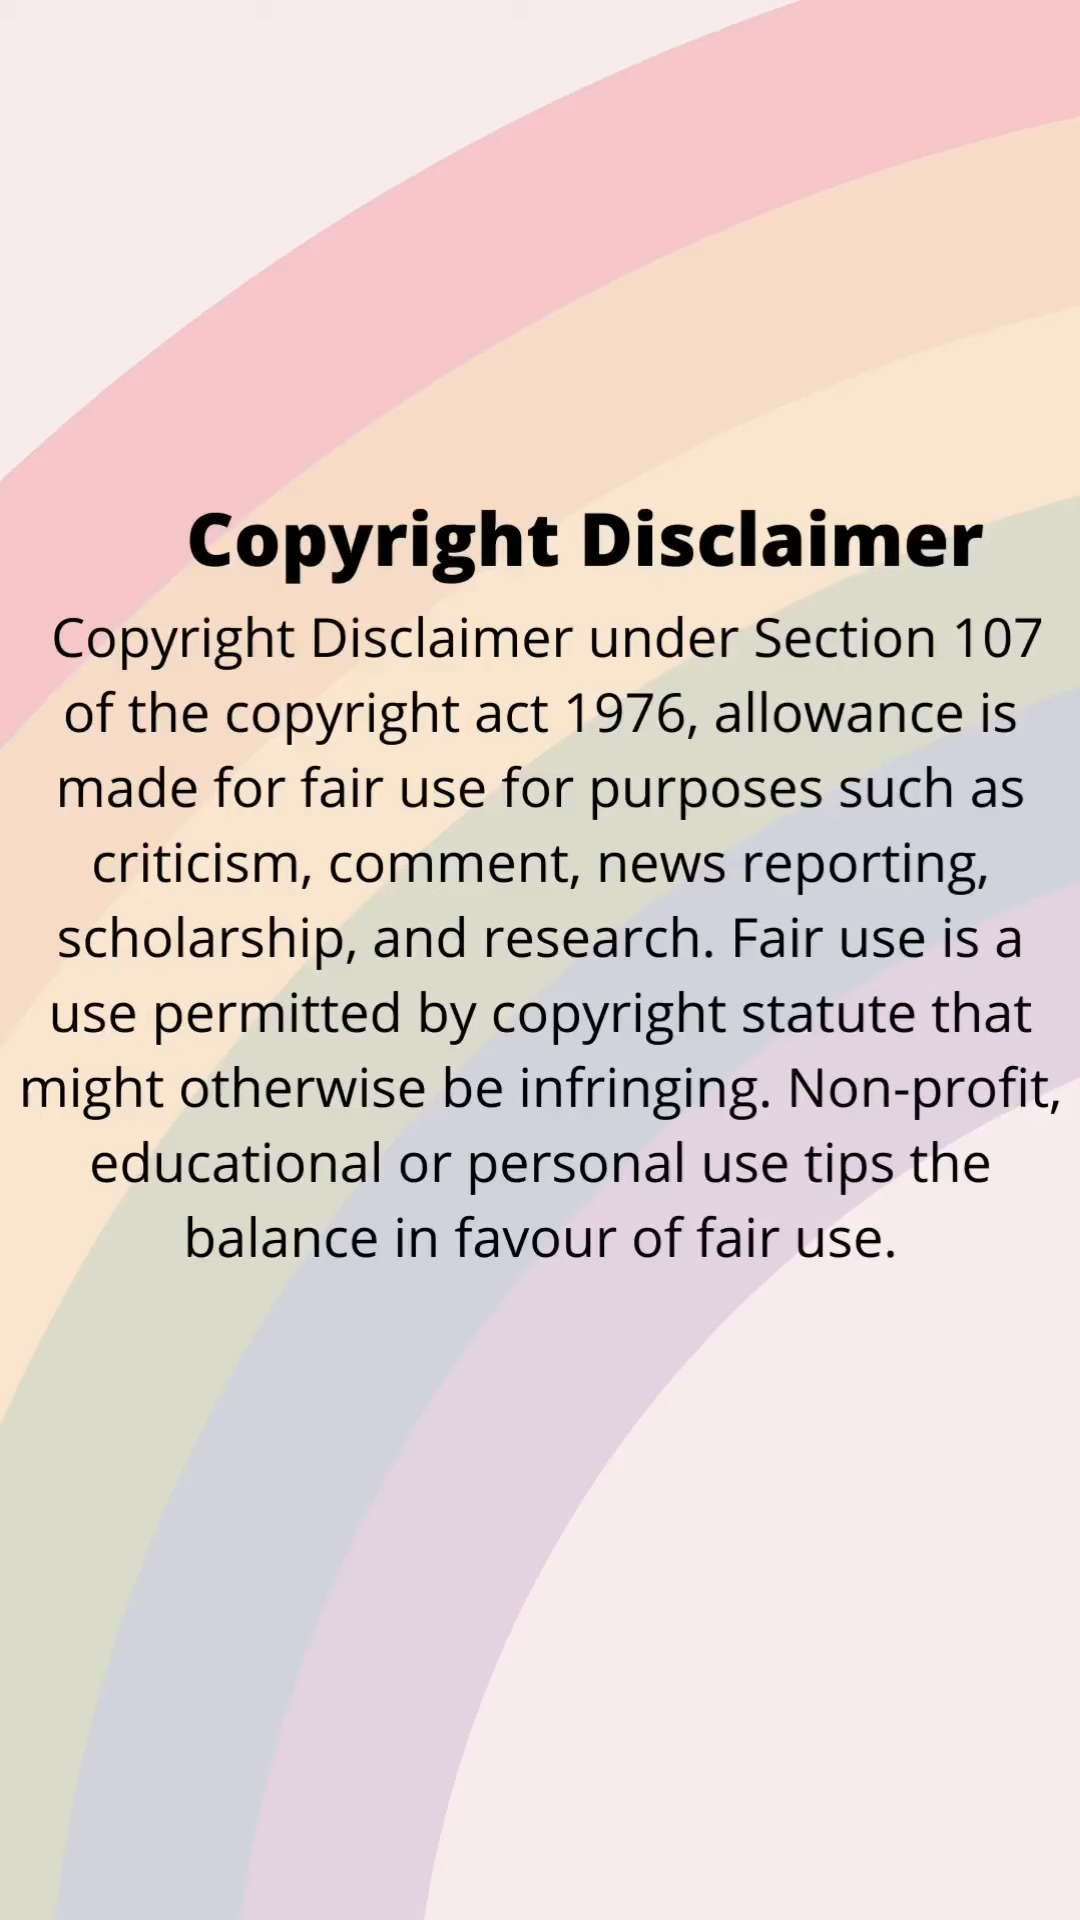 Copyright Disclaimer
Copyright Disclaimer under Section 107
of the copyright act 1976, allowance is
made for fair use for purposes such as
criticism, comment, news reporting,
scholarship, and research. Fair use is a
use permitted by copyright statute that
might otherwise be infringing. Non-profit,
educational or personal use tips the
balance in favour of fair use.